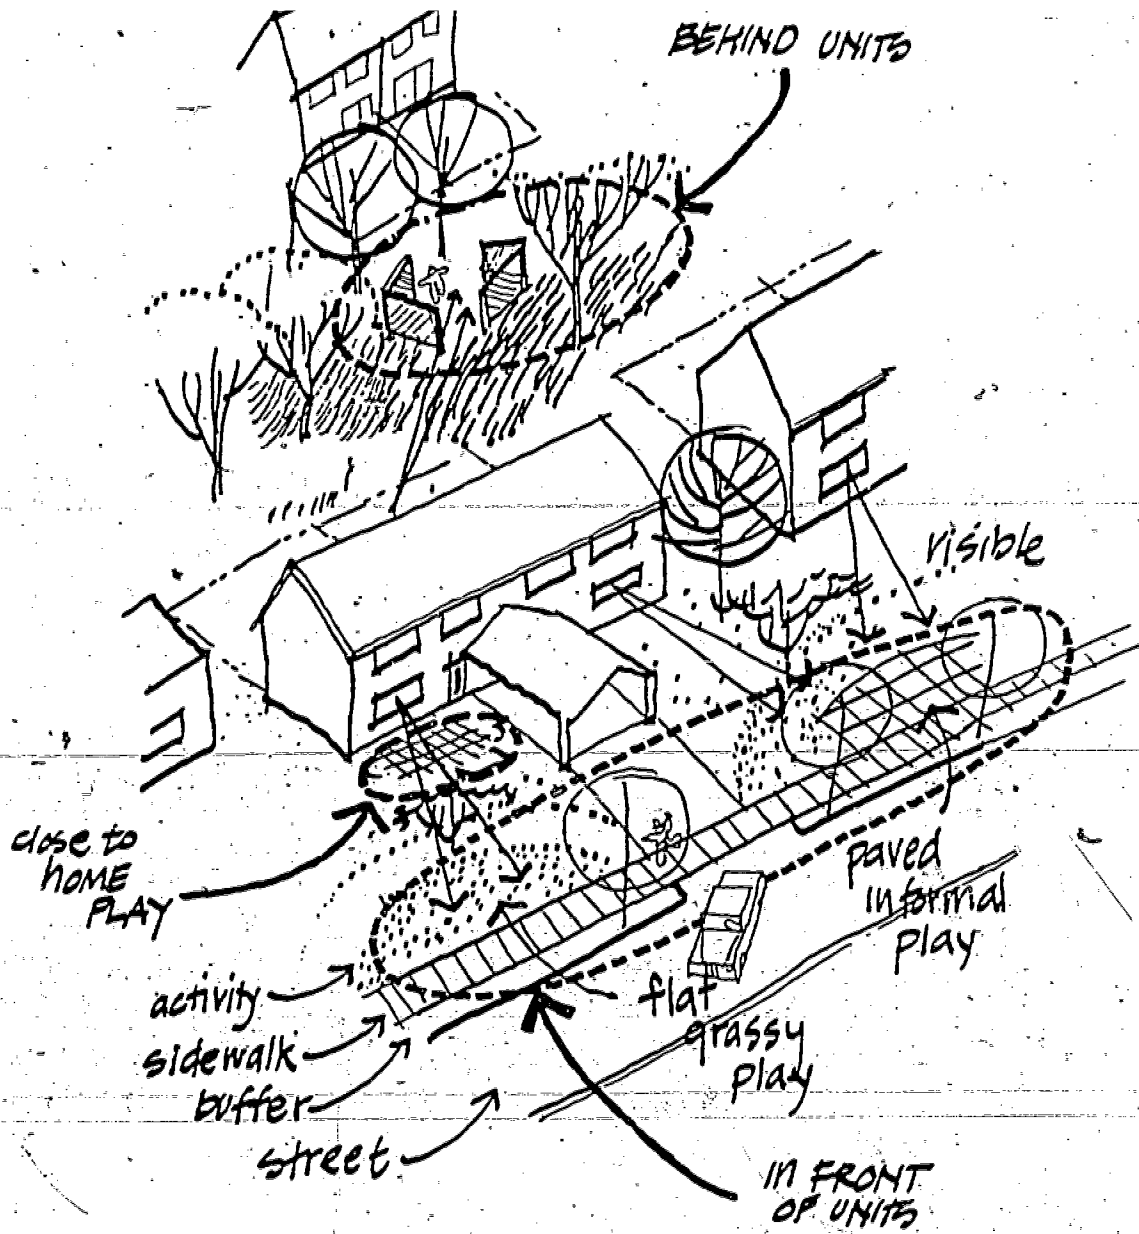 BEHIND UNITS
visible
close to
HOME
PLAY
paved
informal
play
activity
sidewalk
buffer
street
flat
grassy
play
IN FRONT
OF UNITS